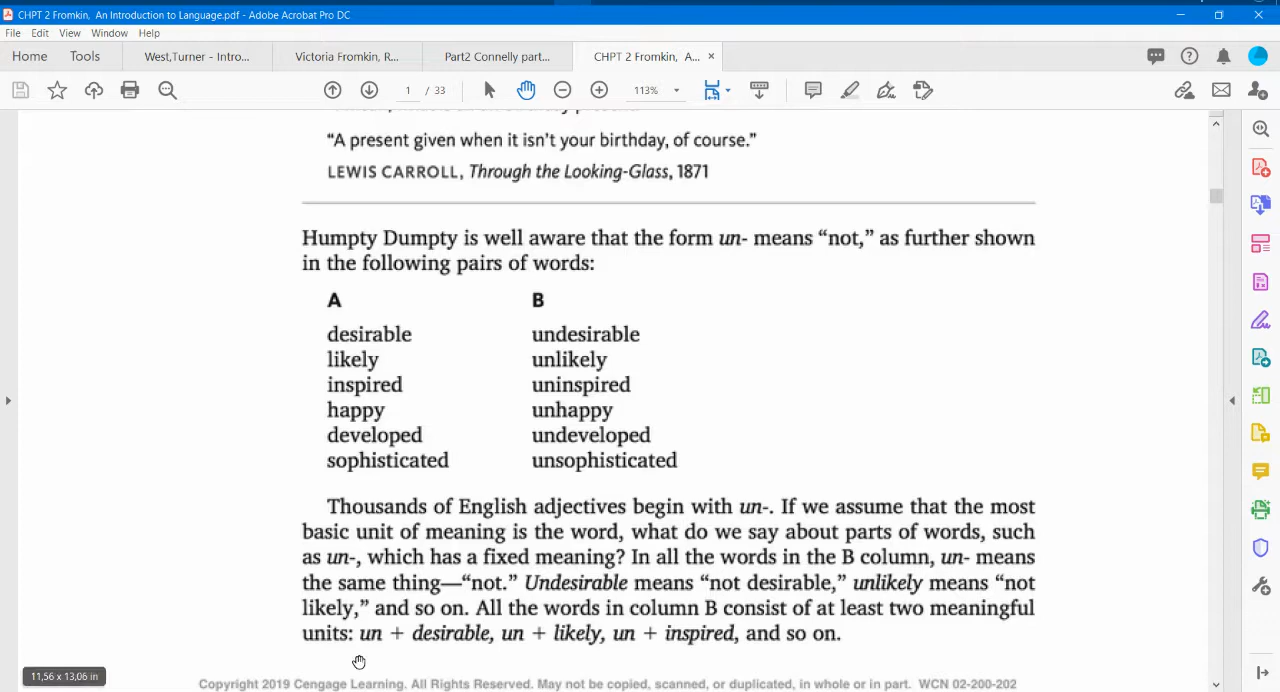 CHPT 2 Fromkin, An Introduction to Language.pdf - Adobe Acrobat Pro DC
File Edit View Window Help
Home Tools West,Turner - Intro... Victoria Fromkin, R... Part2 Connelly part... CHPT 2 Fromkin, A... ×
1 / 33 113%
“A present given when it isn’t your birthday, of course.”
LEWIS CARROLL, Through the Looking-Glass, 1871
Humpty Dumpty is well aware that the form un- means “not,” as further shown
in the following pairs of words:
A B
desirable undesirable
likely unlikely
inspired uninspired
happy unhappy
developed undeveloped
sophisticated unsophisticated
Thousands of English adjectives begin with un-. If we assume that the most
basic unit of meaning is the word, what do we say about parts of words, such
as un-, which has a fixed meaning? In all the words in the B column, un- means
the same thing—“not.” Undesirable means “not desirable,” unlikely means “not
likely,” and so on. All the words in column B consist of at least two meaningful
units: un + desirable, un + likely, un + inspired, and so on.
11,56 x 13,06 in
Copyright 2019 Cengage Learning. All Rights Reserved. May not be copied, scanned, or duplicated, in whole or in part. WCN 02-200-202